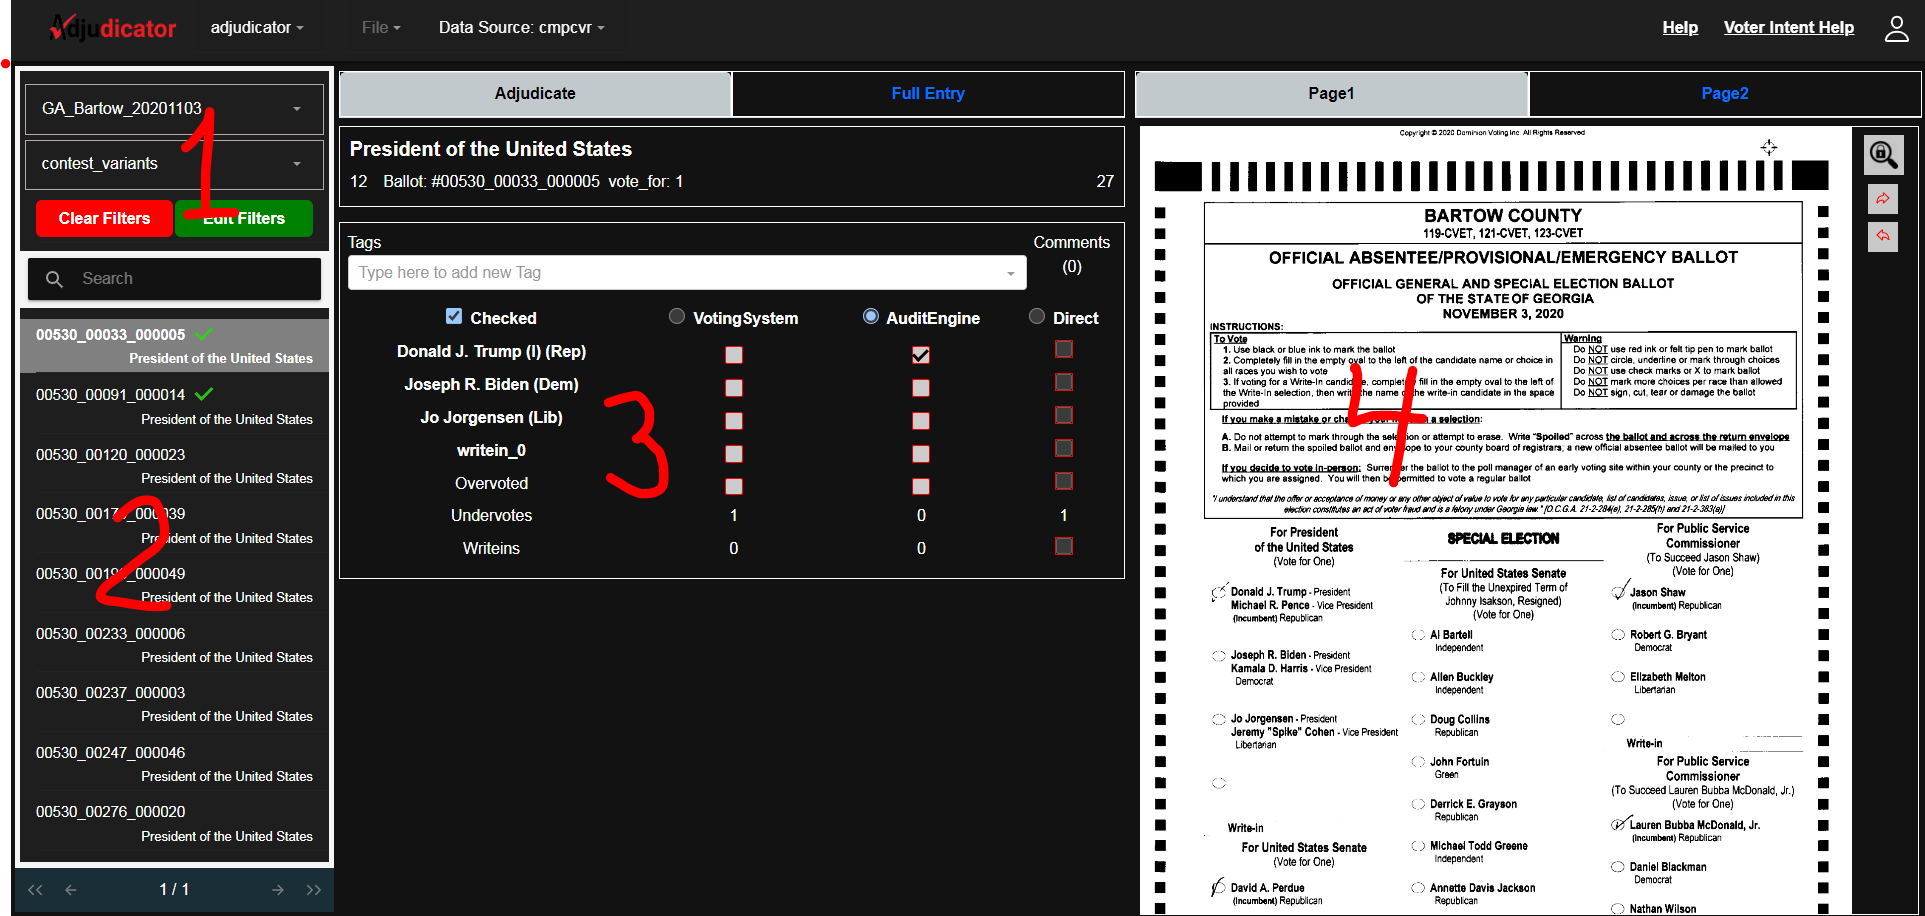 Adjudicator
adjudicator
File
Data Source: cmpcvr
Help
Voter Intent Help
GA_Bartow_20201103
contest_variants
Clear Filters
Edit Filters
1
Search
00530_00033_000005
President of the United States
00530_00091_000014
President of the United States
00530_00120_000023
President of the United States
President of the United States
President of the United States
00530_00233_000006
President of the United States
00530_00237_000003
President of the United States
00530_00247_000046
President of the United States
00530_00276_000020
President of the United States
2
1 / 1
Adjudicate
Full Entry
President of the United States
12 Ballot: #00530_00033_000005 vote_for: 1
27
Tags
Comments
Type here to add new Tag
(0)
Checked VotingSystem AuditEngine Direct
Donald J. Trump (I) (Rep)
Joseph R. Biden (Dem)
Jo Jorgensen (Lib)
writein_0
Overvoted
Undervotes 1 0 1
Writeins 0 0
3
Page1
Page2
Copyright © 2020 Dominion Voting Inc. All Rights Reserved
BARTOW COUNTY
119-CVET, 121-CVET, 123-CVET
OFFICIAL ABSENTEE/PROVISIONAL/EMERGENCY BALLOT
OFFICIAL GENERAL AND SPECIAL ELECTION BALLOT
OF THE STATE OF GEORGIA
NOVEMBER 3, 2020
INSTRUCTIONS:
To Vote
1. Use black or blue ink to mark the ballot
2. Completely fill in the empty oval to the left of the candidate name or choice in
all races you wish to vote
3. If voting for a Write-In candidate, completely fill in the empty oval to the left of
the Write-In selection, then write the name of the write-in candidate in the space
provided
Warning
Do NOT use red ink or felt tip pen to mark ballot
Do NOT circle, underline or mark through choices
Do NOT use check marks or X to mark ballot
Do NOT mark more choices per race than allowed
Do NOT sign, cut, tear or damage the ballot
If you make a mistake or change your mind on a selection:
A. Do not attempt to mark through the selection or attempt to erase. Write "Spoiled" across the ballot and across the return envelope
B. Mail or return the spoiled ballot and envelope to your county board of registrars; a new official absentee ballot will be mailed to you
If you decide to vote in-person: Surrender the ballot to the poll manager of an early voting site within your county or the precinct to
which you are assigned. You will then be permitted to vote a regular ballot
"I understand that the offer or acceptance of money or any other object of value to vote for any particular candidate, list of candidates, issue, or list of issues included in this
election constitutes an act of voter fraud and is a felony under Georgia law." [O.C.G.A. 21-2-284(e), 21-2-285(h) and 21-2-383(a)]
4
For President
of the United States
(Vote for One)
Donald J. Trump - President
Michael R. Pence - Vice President
(Incumbent) Republican
Joseph R. Biden - President
Kamala D. Harris - Vice President
Democrat
Jo Jorgensen - President
Jeremy "Spike" Cohen - Vice President
Libertarian
Write-in
For United States Senate
(Vote for One)
David A. Perdue
(Incumbent) Republican
SPECIAL ELECTION
For United States Senate
(To Fill the Unexpired Term of
Johnny Isakson, Resigned)
(Vote for One)
Al Bartell
Independent
Allen Buckley
Independent
Doug Collins
Republican
John Fortuin
Green
Derrick E. Grayson
Republican
Michael Todd Greene
Independent
Annette Davis Jackson
Republican
For Public Service
Commissioner
(To Succeed Jason Shaw)
(Vote for One)
Jason Shaw
(Incumbent) Republican
Robert G. Bryant
Democrat
Elizabeth Melton
Libertarian
Write-in
For Public Service
Commissioner
(To Succeed Lauren Bubba McDonald, Jr.)
(Vote for One)
Lauren Bubba McDonald, Jr.
(Incumbent) Republican
Daniel Blackman
Democrat
Nathan Wilson